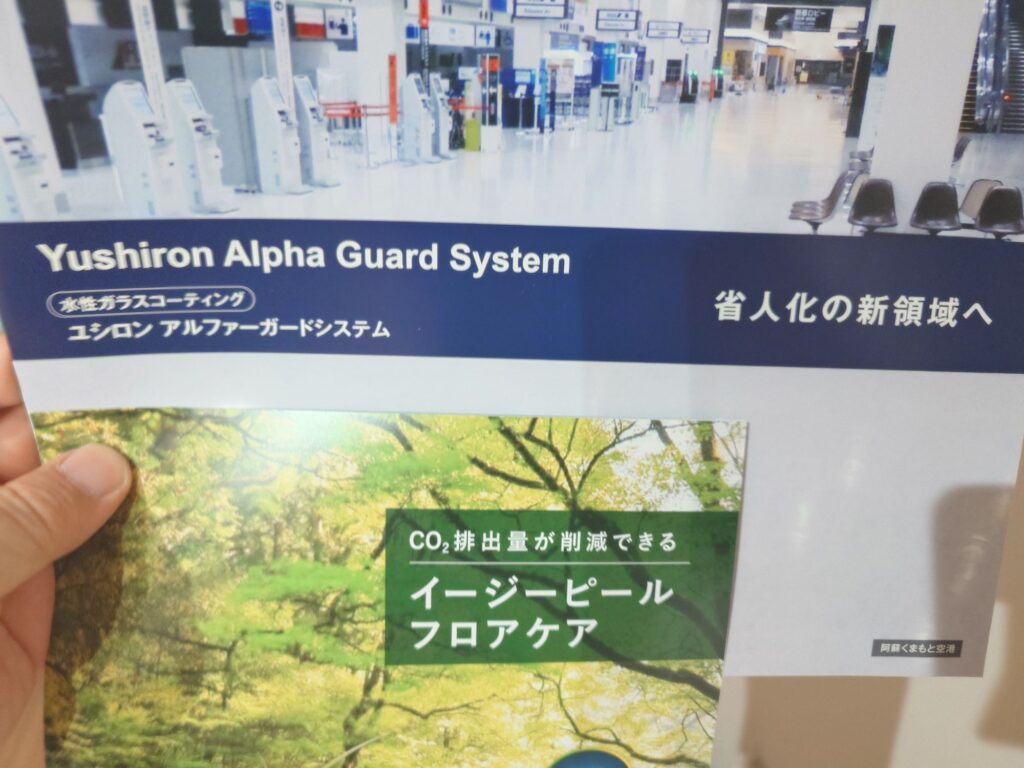 Yushiron Alpha Guard System
水性ガラスコーティング
ユシロン アルファーガードシステム
省人化の新領域へ
CO₂排出量が削減できる
イージーピール
フロアケア
阿蘇くまもと空港